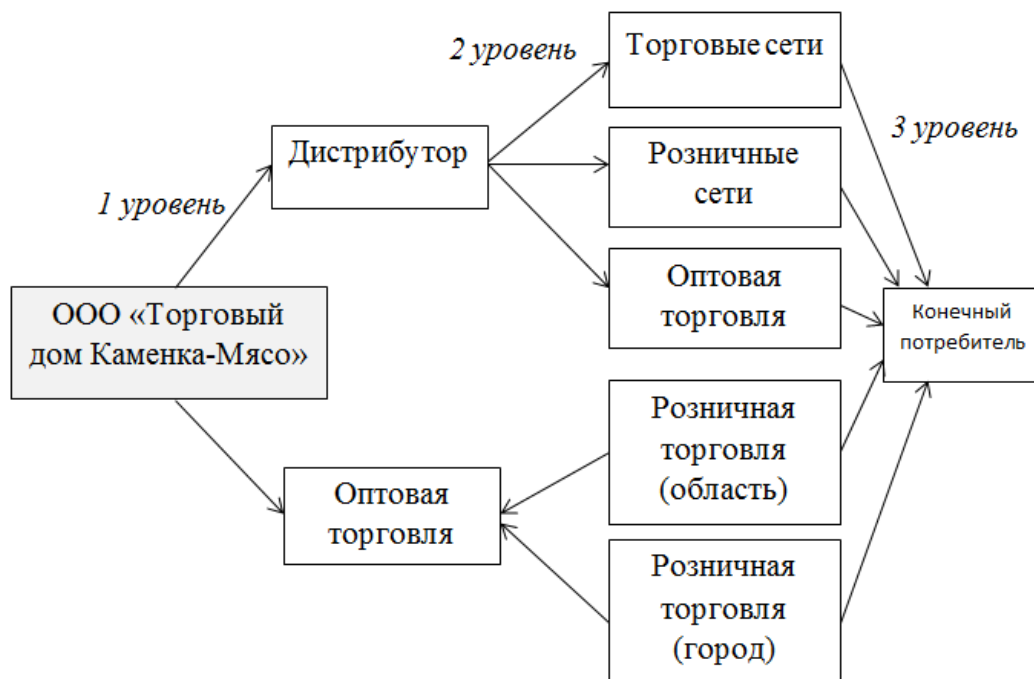 2 уровень
Торговые сети
3 уровень
Дистрибутор
Розничные
сети
1 уровень
Оптовая
торговля
ООО «Торговый
дом Каменка-Мясо»
Конечный
потребитель
Розничная
торговля
(область)
Оптовая
торговля
Розничная
торговля
(город)